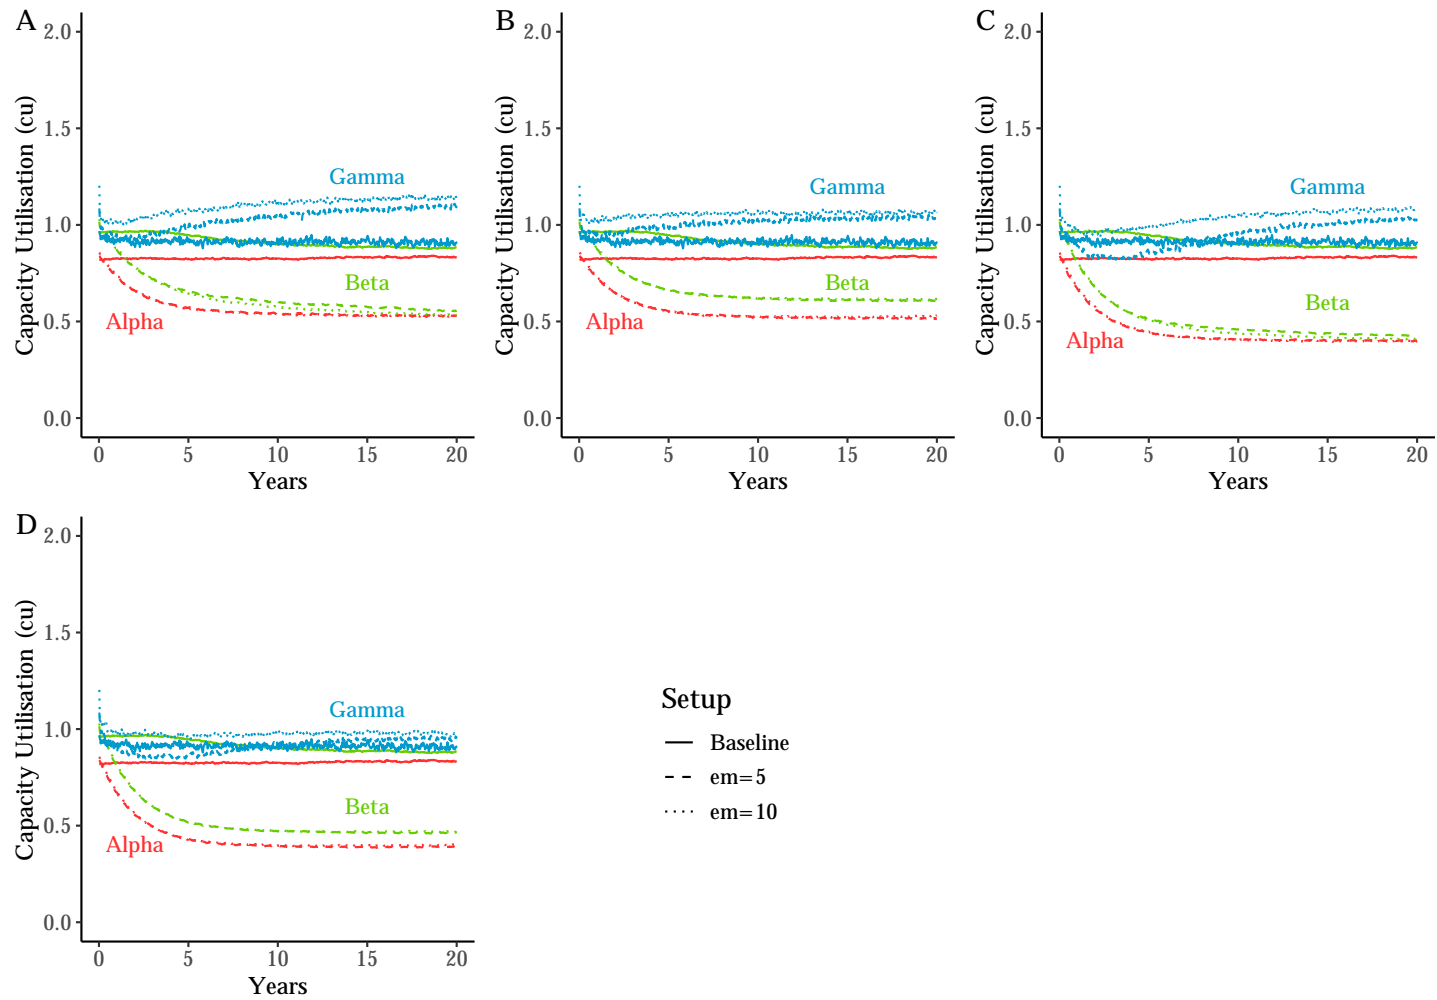 A
Capacity Utilisation (cu)
2.0
1.5
1.0
0.5
0.0
Gamma
Beta
Alpha
0 5 10 15 20
Years
B
Capacity Utilisation (cu)
2.0
1.5
1.0
0.5
0.0
Gamma
Beta
Alpha
0 5 10 15 20
Years
C
Capacity Utilisation (cu)
2.0
1.5
1.0
0.5
0.0
Gamma
Beta
Alpha
0 5 10 15 20
Years
D
Capacity Utilisation (cu)
2.0
1.5
1.0
0.5
0.0
Gamma
Beta
Alpha
0 5 10 15 20
Years
Setup
Baseline
em=5
em=10